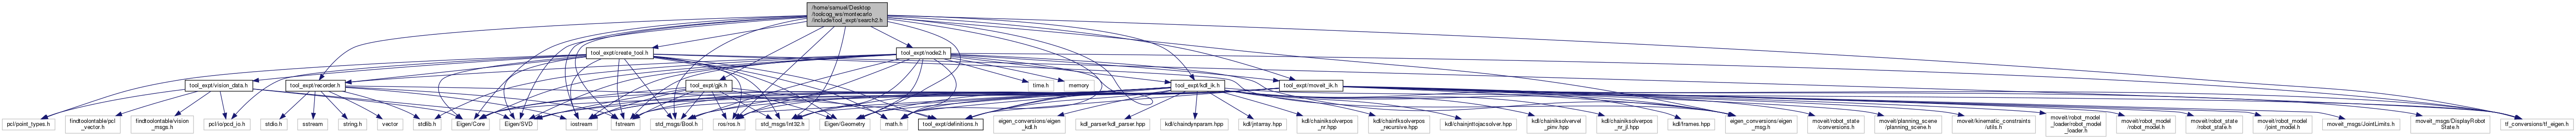 /home/samuel/Desktop
/toolcog_ws/montecarlo
/include/tool_expt/search2.h
tool_expt/create_tool.h
tool_expt/node2.h
tool_expt/vision_data.h
tool_expt/recorder.h
tool_expt/gjk.h
time.h
memory
tool_expt/kdl_ik.h
tool_expt/moveit_ik.h
pcl/point_types.h
findtoolontable/pcl
_vector.h
findtoolontable/vision
_msgs.h
pcl/io/pcd_io.h
stdio.h
sstream
string.h
vector
stdlib.h
Eigen/Core
Eigen/SVD
iostream
fstream
std_msgs/Bool.h
ros/ros.h
std_msgs/Int32.h
Eigen/Geometry
math.h
tool_expt/definitions.h
eigen_conversions/eigen
_kdl.h
kdl_parser/kdl_parser.hpp
kdl/chaindynparam.hpp
kdl/jntarray.hpp
kdl/chainfksolverpos
_nr.hpp
kdl/chainfksolverpos
_recursive.hpp
kdl/chainjnttojacsolver.hpp
kdl/chainiksolvervel
_pinv.hpp
kdl/chainiksolverpos
_nr_jl.hpp
kdl/frames.hpp
eigen_conversions/eigen
_msg.h
moveit/robot_state
/conversions.h
moveit/planning_scene
/planning_scene.h
moveit/kinematic_constraints
/utils.h
moveit/robot_model
_loader/robot_model
_loader.h
moveit/robot_model
/robot_model.h
moveit/robot_state
/robot_state.h
moveit/robot_model
/joint_model.h
moveit_msgs/JointLimits.h
moveit_msgs/DisplayRobot
State.h
tf_conversions/tf_eigen.h